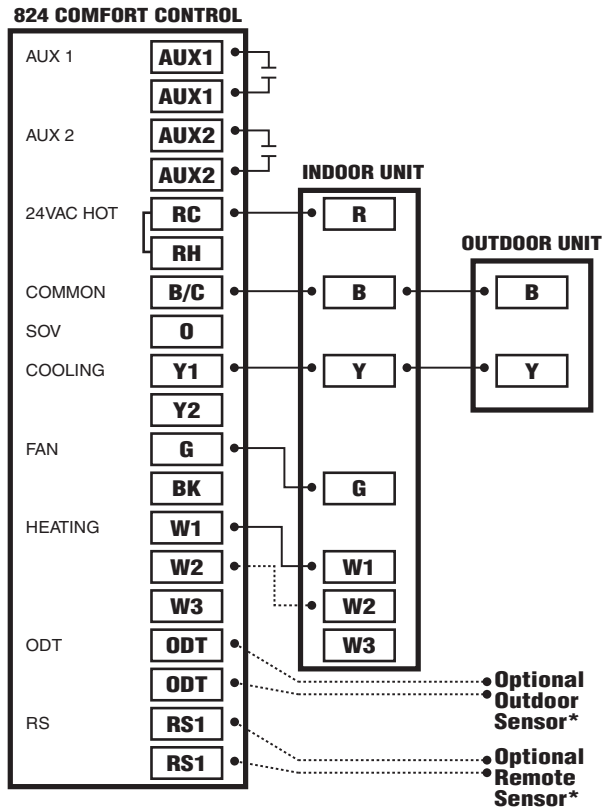 824 COMFORT CONTROL
AUX 1
AUX1
AUX1
AUX 2
AUX2
AUX2
24VAC HOT
RC
RH
COMMON
B/C
SOV
O
COOLING
Y1
Y2
FAN
G
BK
HEATING
W1
W2
W3
ODT
ODT
ODT
RS
RS1
RS1
INDOOR UNIT
R
B
Y
G
W1
W2
W3
OUTDOOR UNIT
B
Y
Optional
Outdoor
Sensor*
Optional
Remote
Sensor*